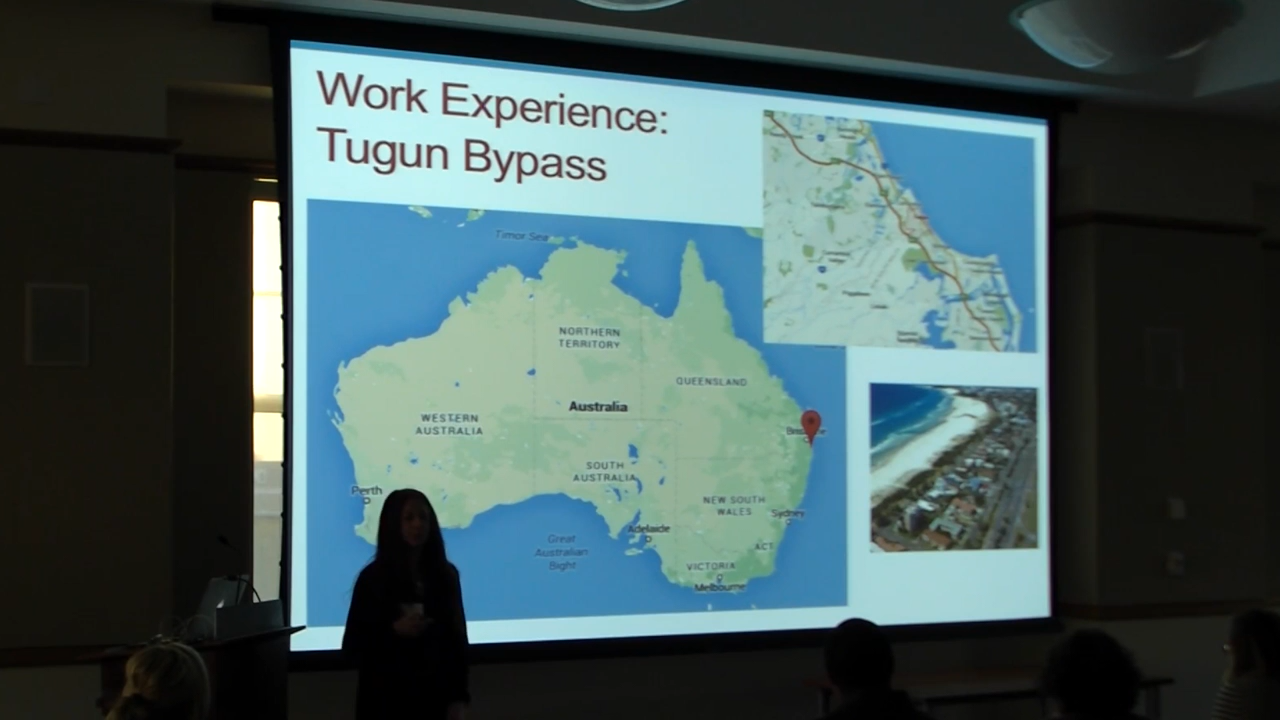 Work Experience:
Tugun Bypass
Timor Sea
NORTHERN
TERRITORY
QUEENSLAND
Australia
WESTERN
AUSTRALIA
SOUTH
AUSTRALIA
NEW SOUTH
WALES
Perth
Sydney
Adelaide
Great
Australian
Bight
ACT
VICTORIA
Melbourne